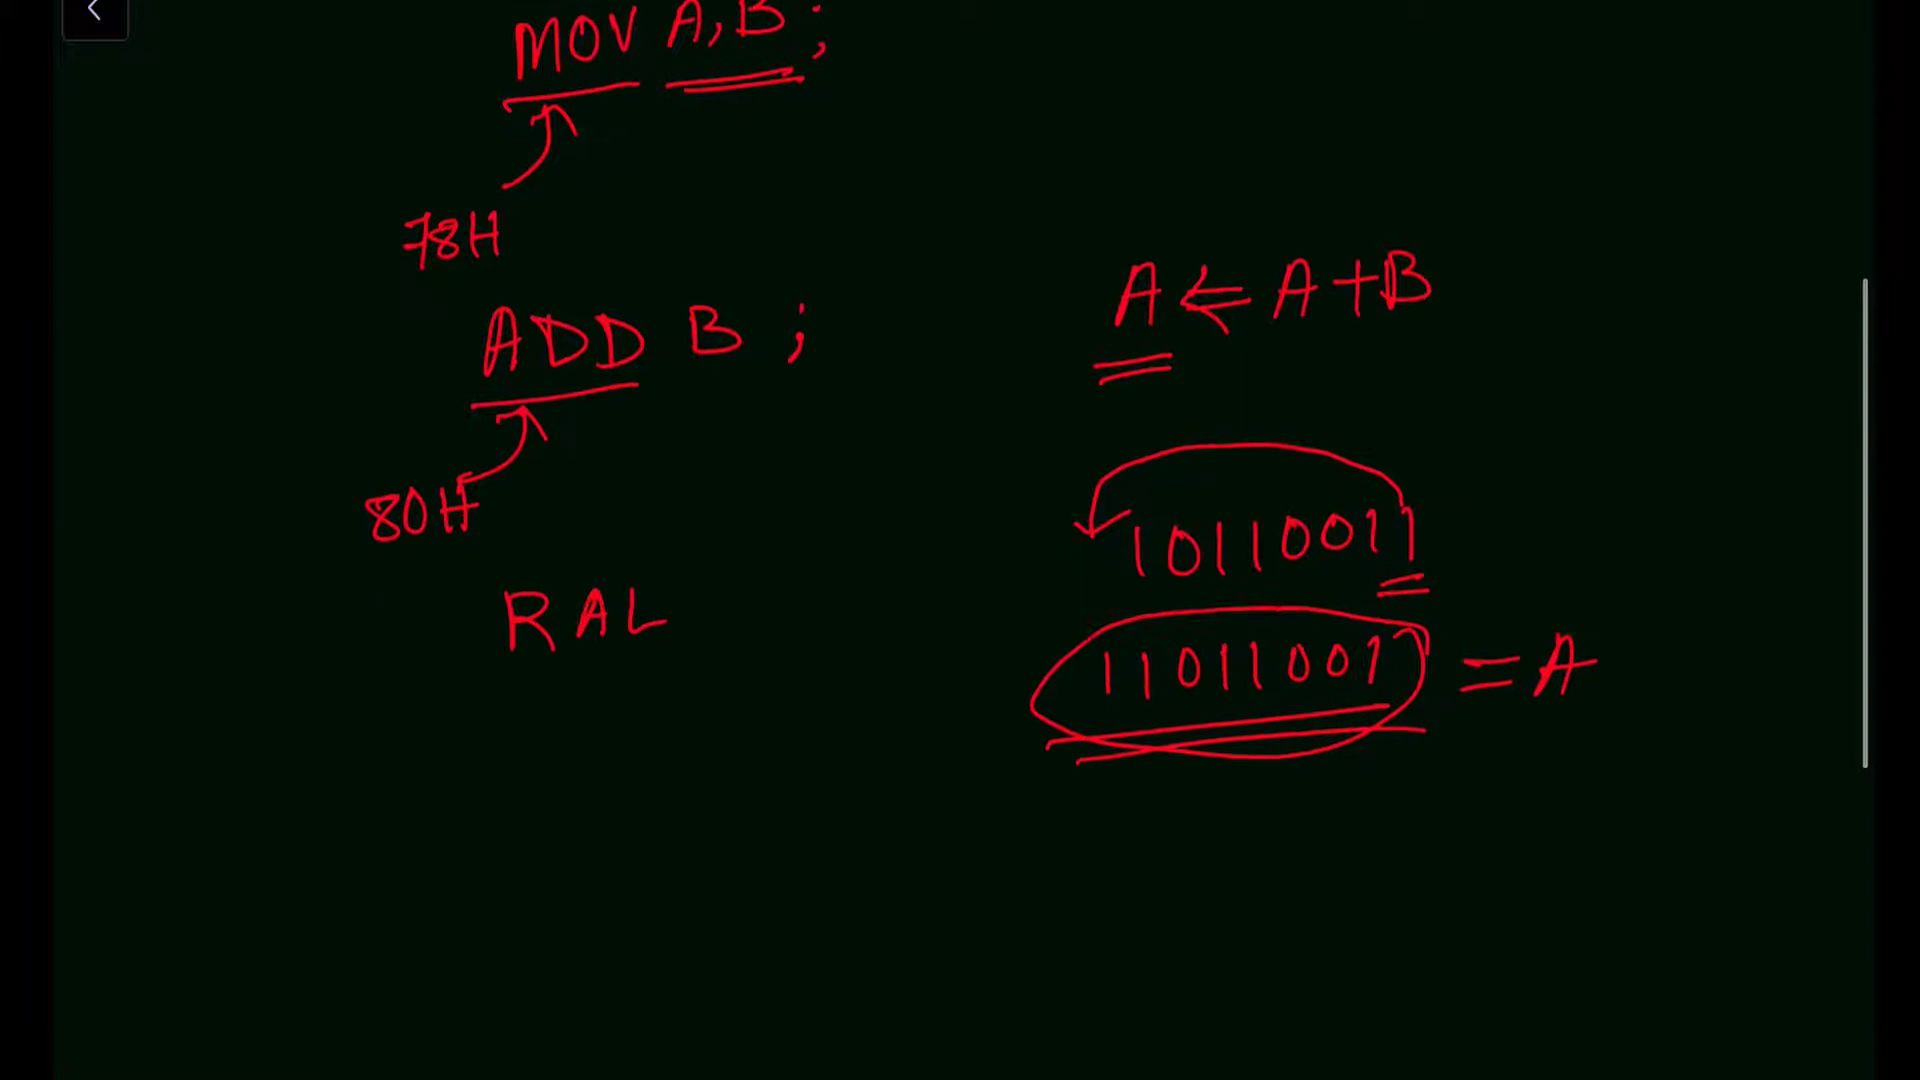 MOV A,B ;
78H
ADD B ;
A ⇐ A+B
80H
10110011
RAL
11011001 = A